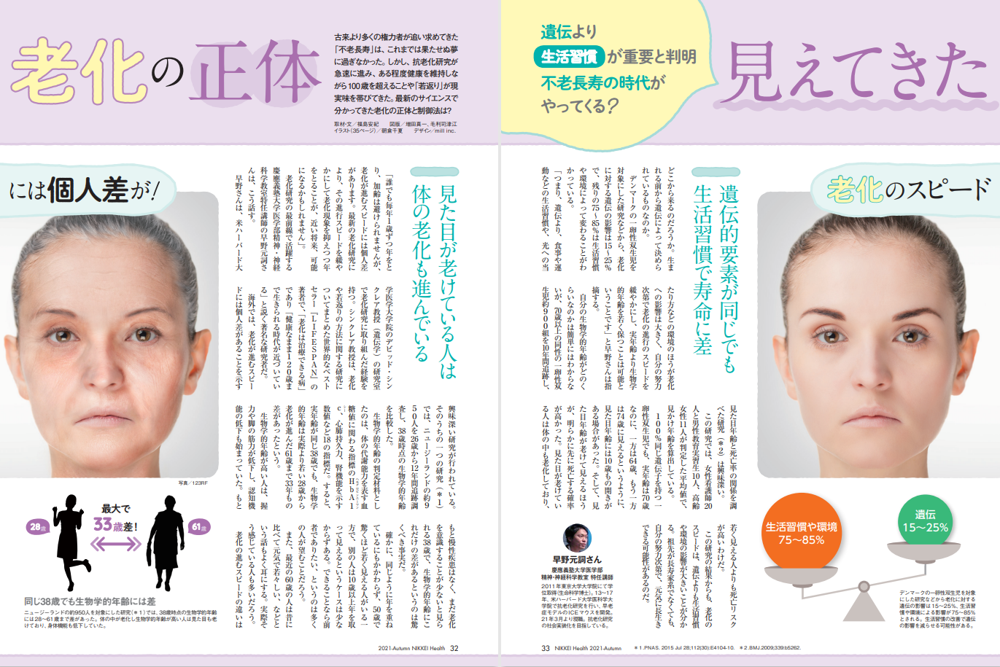 老化の正体
古来より多くの権力者が追い求めてきた
「不老長寿」は、これまでは果たせぬ夢
に過ぎなかった。しかし、抗老化研究が
急速に進み、ある程度健康を維持しな
がら100歳を超えることや「若返り」が現
実味を帯びてきた。最新のサイエンスで
分かってきた老化の正体と制御法は?
取材・文/福島安紀 図版/増田真一、毛利司津江
イラスト(35ページ)/朝倉千夏 デザイン/mill inc.
には個人差が!
見た目が老けている人は
体の老化も進んでいる
「誰でも毎年1歳ずつ年をと
り、加齢は避けられませんが、
老化が進むスピードには個人差
があります。最新の老化研究に
より、その進行スピードを緩や
かにして老化現象を抑えつつ年
をとることが、近い将来、可能
になるかもしれません」。
老化研究の最前線で活躍する
慶應義塾大学医学部精神・神経
科学教室特任講師の早野元詞さ
んは、こう話す。
早野さんは、米ハーバード大
学医学大学院のデビッド・シン
クレア教授(遺伝学)の研究室
で老化研究に取り組んだ経験を
持つ。シンクレア教授は、老化
や若返りの方法に関する研究に
ついてまとめた世界的なベスト
セラー『LIFESPAN』の
著者で、「老化は治療できる病」
であり「健康なまま120歳ま
で生きられる時代が近づいてい
る」と説く著名な研究者だ。
海外では、老化が進むスピー
ドには個人差があることを示す
興味深い研究が行われている。
そのうちの一つの研究(*1)
では、ニュージーランドの約9
50人を26歳から12年間追跡調
査し、38歳時点の生物学的年齢
を比較した。
生物学的年齢の判定材料とし
たのは、体の代謝能力を表す血
糖値に関わる指標のHbA1
c、心肺持久力、腎機能を示す
数値など18の指標だ。すると、
実年齢が同じ38歳でも、生物学
的年齢は実際より若い28歳から
老化が進んだ61歳まで33年もの
差があったという。
生物学的年齢が高い人は、握
力や脚の筋力が低下し、認知機
能の低下も始まっていた。もと
もと慢性疾患はなく、まだ老化
を意識することが少ないと見ら
れる38歳で、生物学的年齢にこ
れだけの差があるというのは驚
くべき事実だ。
確かに、同じように年を重ね
ているにもかかわらず、50歳で
驚くほど若く見える人がいる一
方で、別の人は10歳以上年を取
って見えるというケースは少な
からずある。できることなら前
者でありたい、というのは多く
の人が望むことだろう。
また、最近の60歳の人は昔に
比べて元気で若々しい、などと
いう話もよく耳にする。実際そ
う感じている人も多いだろう。
老化の進むスピードの違いは
写真/123RF
28歳
最大で
33歳差!
61歳
同じ38歳でも生物学的年齢には差
ニュージーランドの約950人を対象にした研究(*1)では、38歳時点の生物学的年齢
には28〜61歳まで差があった。体の中が老化し生物学的年齢が高い人は見た目も老
けており、身体機能も低下していた。
2021-Autumn NIKKEI Health 32
遺伝より
生活習慣が重要と判明
不老長寿の時代が
やってくる?
見えてきた
老化のスピード
遺伝的要素が同じでも
生活習慣で寿命に差
どこから来るのだろうか。生ま
れる前から遺伝によって決めら
れているものなのか。
デンマークの一卵性双生児を
対象にした研究などから、老化
に対する遺伝の影響は15〜25%
で、残りの75〜85%は生活習慣
や環境によって変わることがわ
かっている。
「つまり、遺伝より、食事や運
動などの生活習慣や、光への当
たり方などの環境のほうが老化
への影響は大きく、自分の努力
次第で老化の進行のスピードを
緩やかにし、実年齢より生物学
的年齢を若く保つことは可能と
いうことです」と早野さんは指
摘する。
自分の生物学的年齢がどのく
らいなのかは簡単にはわからな
いが、70歳以上の同性の一卵性双
生児約900組を10年間追跡し、
見た目年齢と死亡率の関係を調
べた研究(*2)は興味深い。
この研究では、女性看護師20
人と男性教育実習生10人、高齢
女性11人が判定した平均値で、
見かけ年齢を算出している。
100%同じ遺伝子を持つ一
卵性双生児でも、実年齢は70歳
なのに、一方は64歳、もう一方
は74歳に見えるというように、
見た目年齢には10歳もの開きが
ある場合があった。そして、見
た目年齢が老けて見えるほう
が、明らかに先に死亡する確率
が高かった。見た目が老けてい
る人は体の中も老化しており、
若く見える人よりも死亡リスク
が高いわけだ。
この研究の結果からも、老化の
スピードは、遺伝よりも生活習慣
や環境の影響が大きいことが分か
る。祖先が長寿家系でなくても、
自分の努力次第で、元気に長生き
できる可能性があるのだ。
早野元詞さん
慶應義塾大学医学部
精神・神経科学教室 特任講師
2011年東京大学大学院にて学
位取得(生命科学博士)。13〜17
年、米ハーバード大学医科学大
学院で抗老化研究を行い、早老
症モデルのICEマウスを開発。
21年3月より現職。抗老化研究
の社会実装化を目指している。
生活習慣や環境
75〜85%
遺伝
15〜25%
デンマークの一卵性双生児を対象
にした研究などから老化に対する
遺伝の影響は15〜25%、生活習
慣や環境による影響が75〜85%
とされる。生活習慣の改善で遺伝
の影響を減らせる可能性がある。
33 NIKKEI Health 2021-Autumn *1.PNAS. 2015 Jul 28;112(30):E4104-10. *2.BMJ.2009;339:b5262.